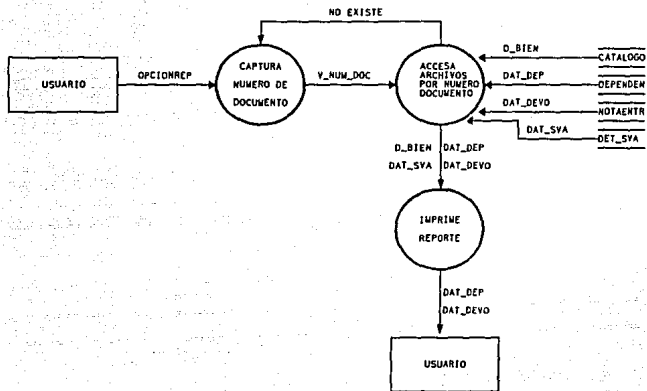 NO EXISTE
USUARIO
OPCIONREP
CAPTURA
NUMERO DE
DOCUMENTO
V_NUM_DOC
ACCESA
ARCHIVOS
POR NUMERO
DOCUMENTO
D_BIEN
CATALOGO
DAT_DEP
DEPENDEN
DAT_DEVO
NOTAENTR
DAT_SVA
DET_SVA
D_BIEN DAT_DEP
DAT_SVA DAT_DEVO
IMPRIME
REPORTE
DAT_DEP
DAT_DEVO
USUARIO